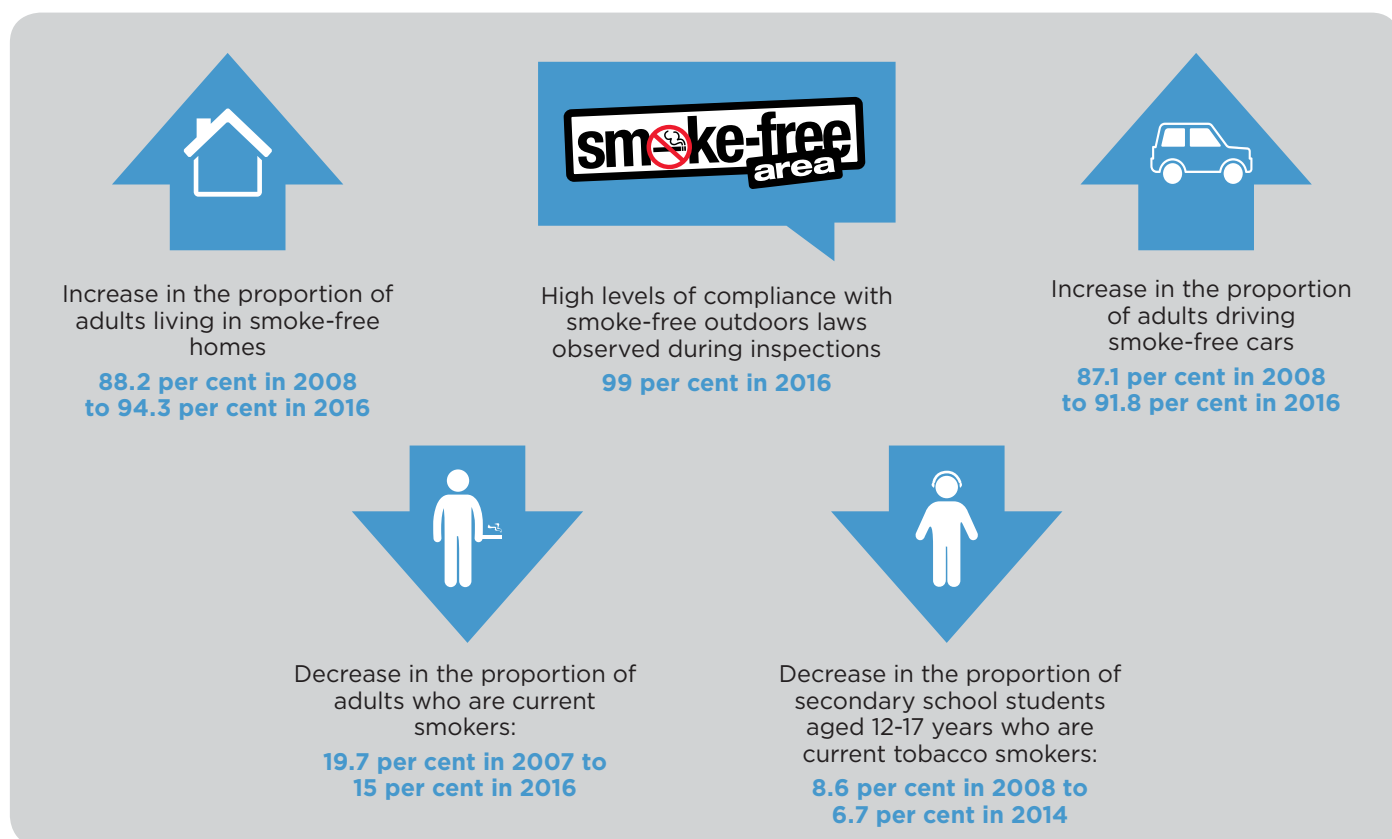 smoke-free
area
Increase in the proportion of
adults living in smoke-free
homes
88.2 per cent in 2008
to 94.3 per cent in 2016
High levels of compliance with
smoke-free outdoors laws
observed during inspections
99 per cent in 2016
Increase in the proportion
of adults driving
smoke-free cars
87.1 per cent in 2008
to 91.8 per cent in 2016
Decrease in the proportion of
adults who are current
smokers:
19.7 per cent in 2007 to
15 per cent in 2016
Decrease in the proportion of
secondary school students
aged 12-17 years who are
current tobacco smokers:
8.6 per cent in 2008 to
6.7 per cent in 2014